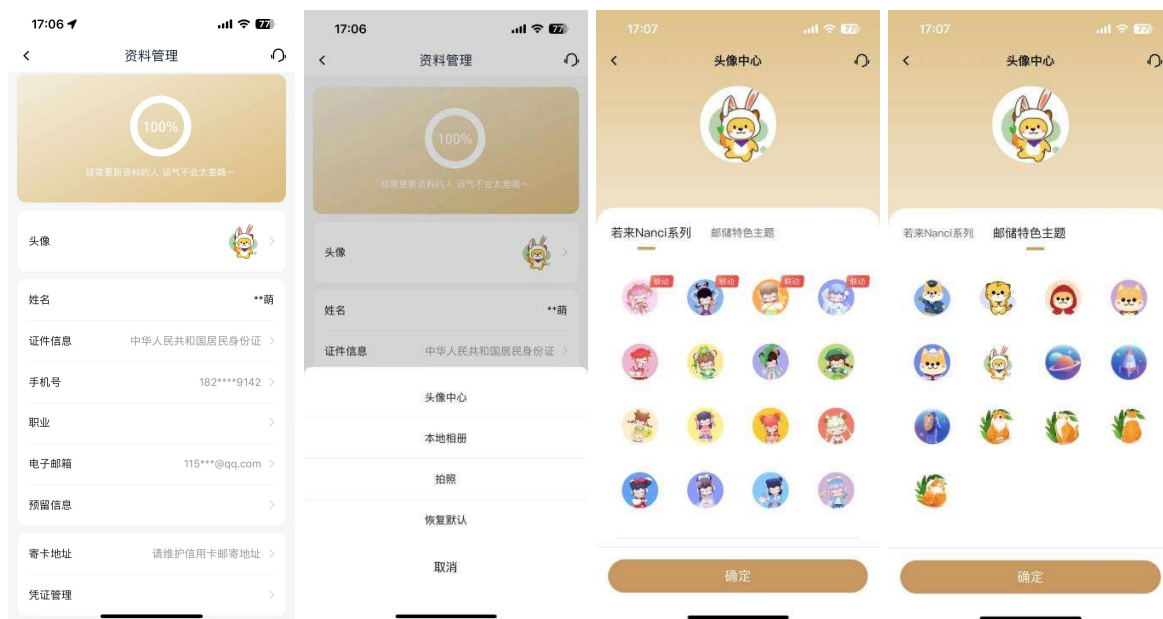 17:06
77
资料管理
100%
经常更新资料的人 运气不会太差哦~
头像
姓名
**萌
证件信息
中华人民共和国居民身份证
手机号
182****9142
职业
电子邮箱
115***@qq.com
预留信息
寄卡地址
请维护信用卡邮寄地址
凭证管理
17:06
77
资料管理
100%
经常更新资料的人 运气不会太差哦~
头像
姓名
**萌
证件信息
中华人民共和国居民身份证
头像中心
本地相册
拍照
恢复默认
取消
17:07
77
头像中心
若来Nanci系列
邮储特色主题
联动
联动
联动
联动
确定
17:07
77
头像中心
若来Nanci系列
邮储特色主题
确定